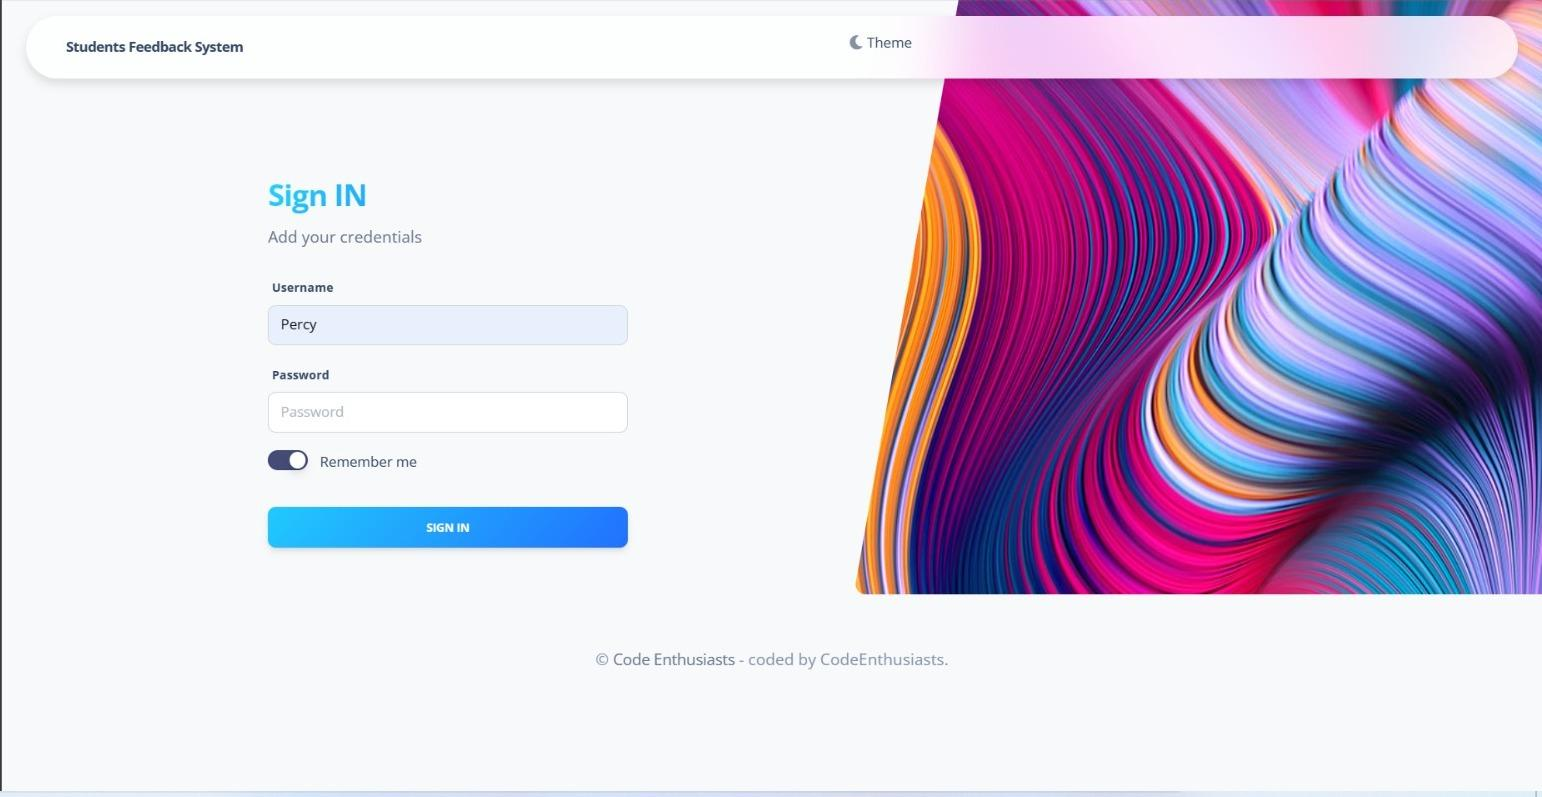 Students Feedback System
Theme
Sign IN
Add your credentials
Username
Percy
Password
Password
Remember me
SIGN IN
© Code Enthusiasts - coded by CodeEnthusiasts.